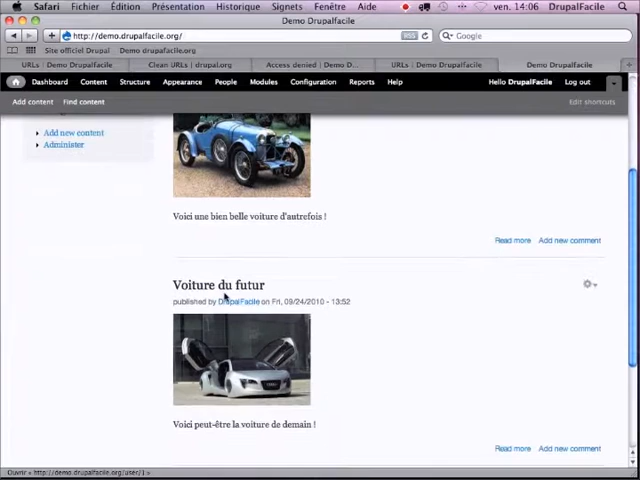 Safari Fichier Édition Présentation Historique Signets Fenêtre Aide ven. 14:06 DrupalFacile
Demo Drupalfacile
http://demo.drupalfacile.org/ RSS Google
Site officiel Drupal Demo drupalfacile.org
URLs | Demo Drupalfacile Clean URLs | drupal.org Access denied | Demo D... URLs | Demo Drupalfacile Demo Drupalfacile
Dashboard Content Structure Appearance People Modules Configuration Reports Help Hello DrupalFacile Log out
Add content Find content Edit shortcuts
Add new content
Administer
Voici une bien belle voiture d'autrefois !
Read more Add new comment
Voiture du futur
published by DrupalFacile on Fri, 09/24/2010 - 13:52
Voici peut-être la voiture de demain !
Read more Add new comment
Ouvrir « http://demo.drupalfacile.org/user/1 »